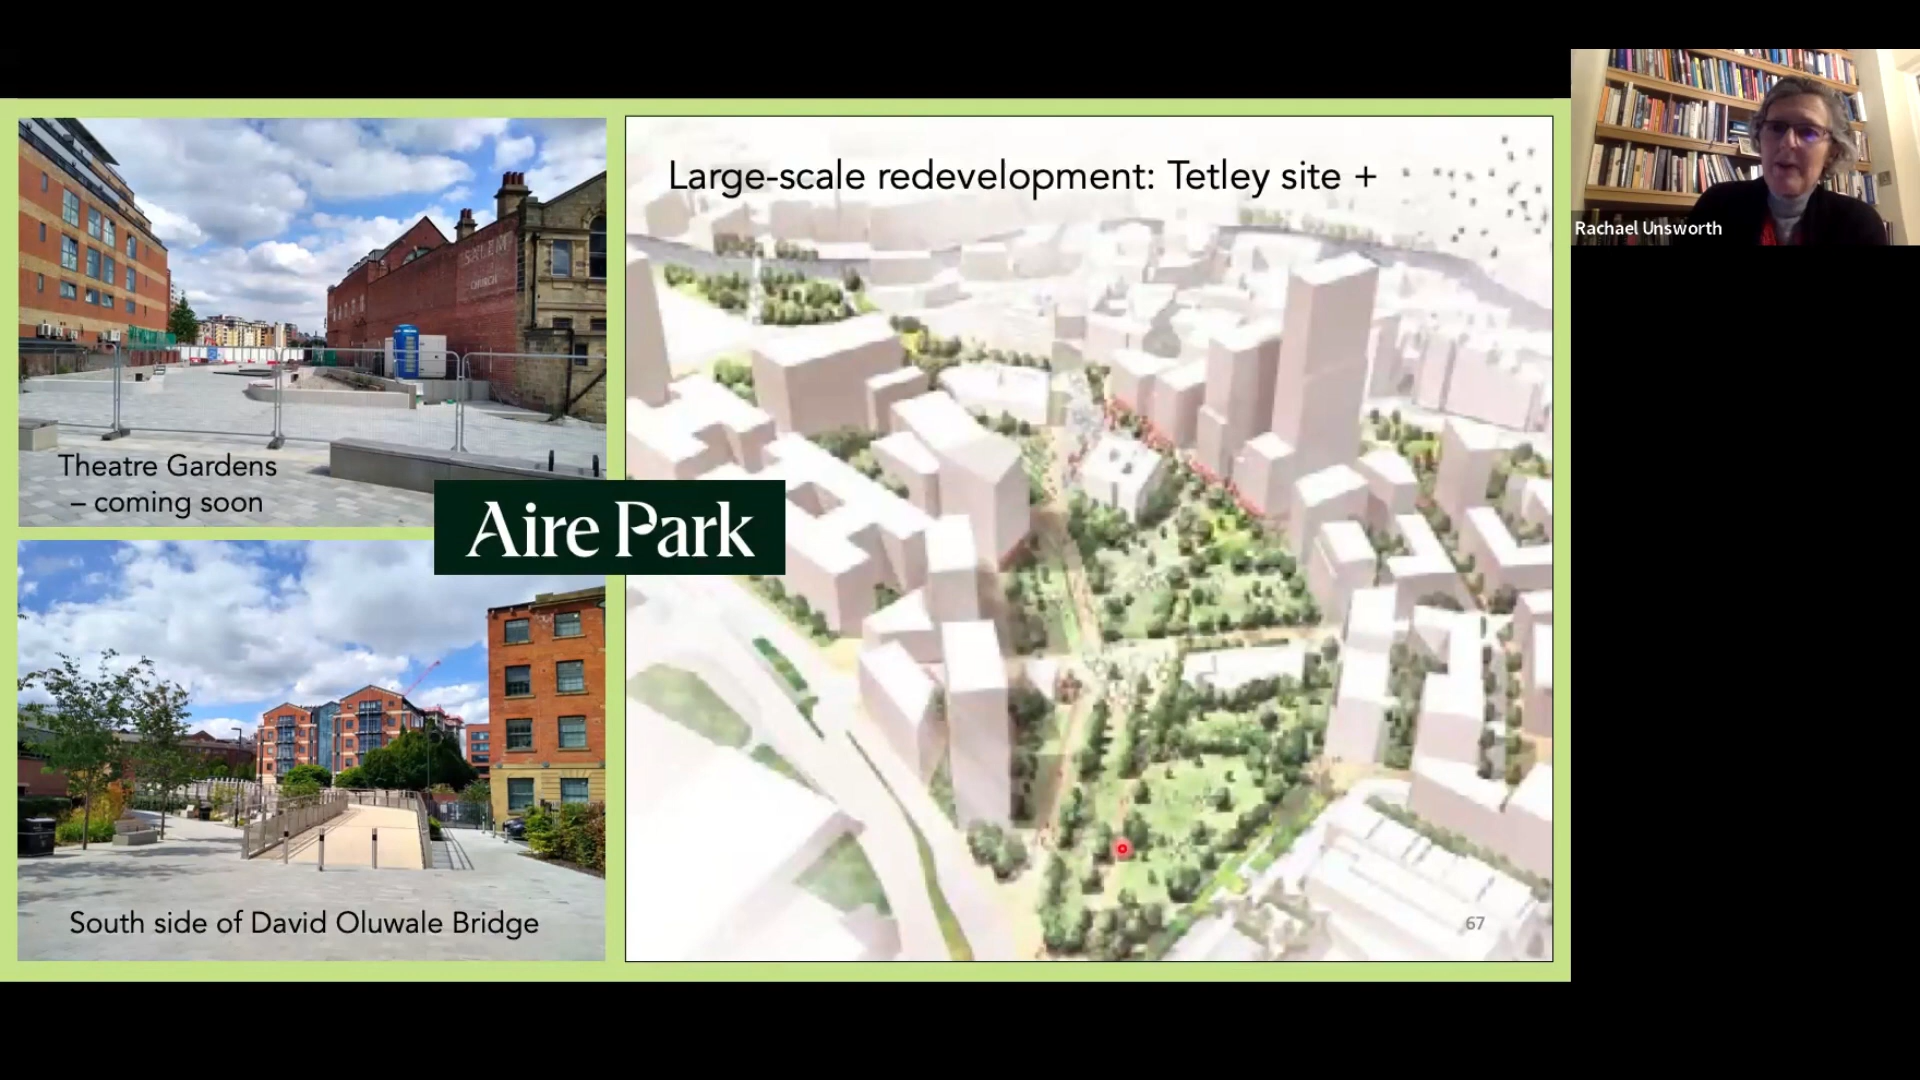 Large-scale redevelopment: Tetley site +
Rachael Unsworth
SALEM
CHURCH
Theatre Gardens
– coming soon
Aire Park
South side of David Oluwale Bridge
67